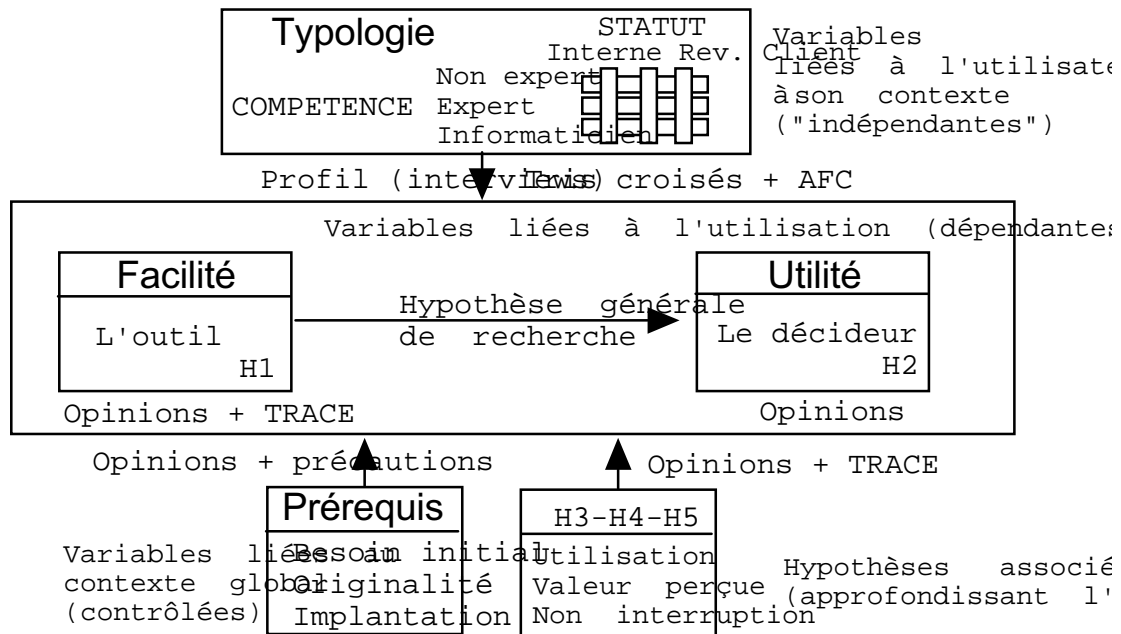 Typologie
STATUT
Interne Rev. Client
Non expert
COMPETENCE Expert
Informaticien
Variables
liées à l'utilisate
à son contexte
("indépendantes")
Profil (interviews)
Tris croisés + AFC
Variables liées à l'utilisation (dépendantes
Facilité
L'outil
H1
Hypothèse générale
de recherche
Utilité
Le décideur
H2
Opinions + TRACE
Opinions
Opinions + précautions
Opinions + TRACE
Prérequis
Besoin initial
Originalité
Implantation
Variables liées au
contexte global
(contrôlées)
H3-H4-H5
Utilisation
Valeur perçue
Non interruption
Hypothèses associé
(approfondissant l'